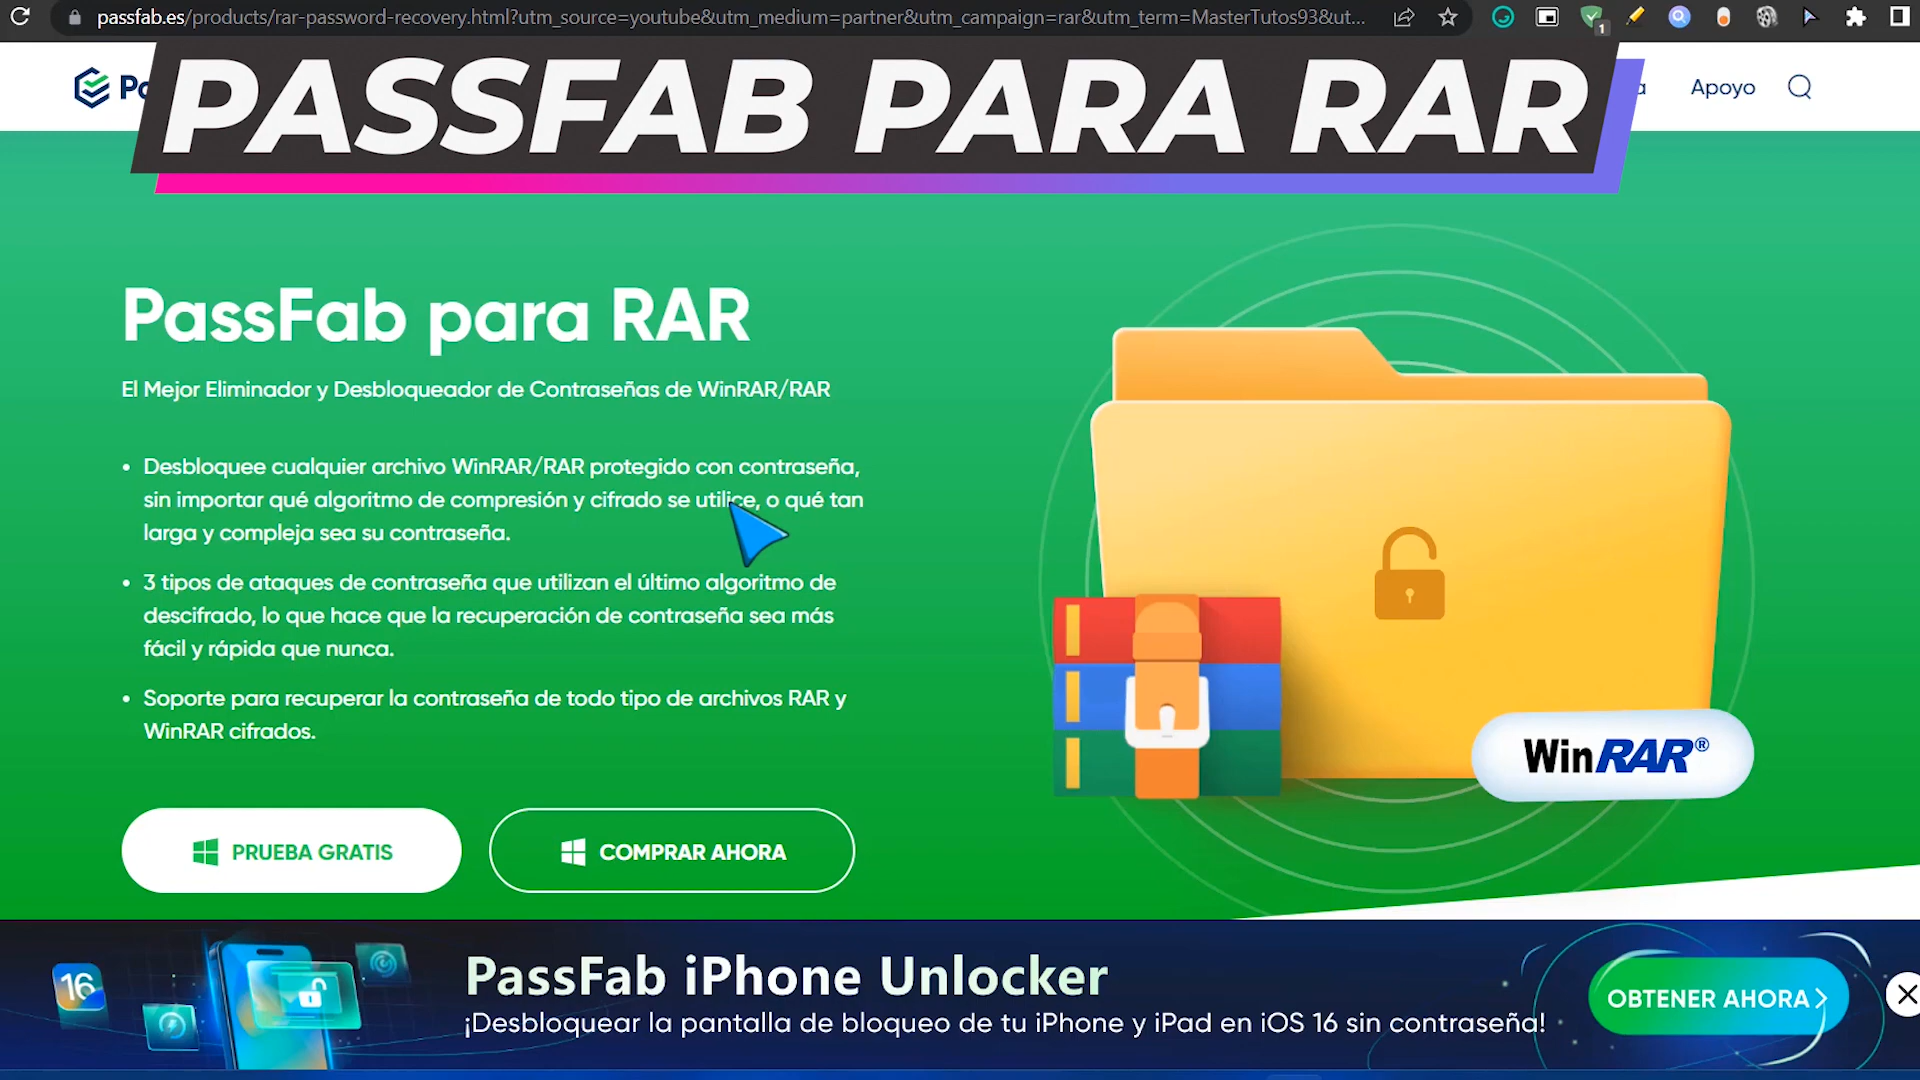 passfab.es/products/rar-password-recovery.html?utm_source=youtube&utm_medium=partner&utm_campaign=rar&utm_term=MasterTutos93&ut...
1
PASSFAB PARA RAR
Apoyo
PassFab para RAR
El Mejor Eliminador y Desbloqueador de Contraseñas de WinRAR/RAR
• Desbloquee cualquier archivo WinRAR/RAR protegido con contraseña,
sin importar qué algoritmo de compresión y cifrado se utilice, o qué tan
larga y compleja sea su contraseña.
• 3 tipos de ataques de contraseña que utilizan el último algoritmo de
descifrado, lo que hace que la recuperación de contraseña sea más
fácil y rápida que nunca.
• Soporte para recuperar la contraseña de todo tipo de archivos RAR y
WinRAR cifrados.
WinRAR®
PRUEBA GRATIS
COMPRAR AHORA
16
PassFab iPhone Unlocker
¡Desbloquear la pantalla de bloqueo de tu iPhone y iPad en iOS 16 sin contraseña!
OBTENER AHORA